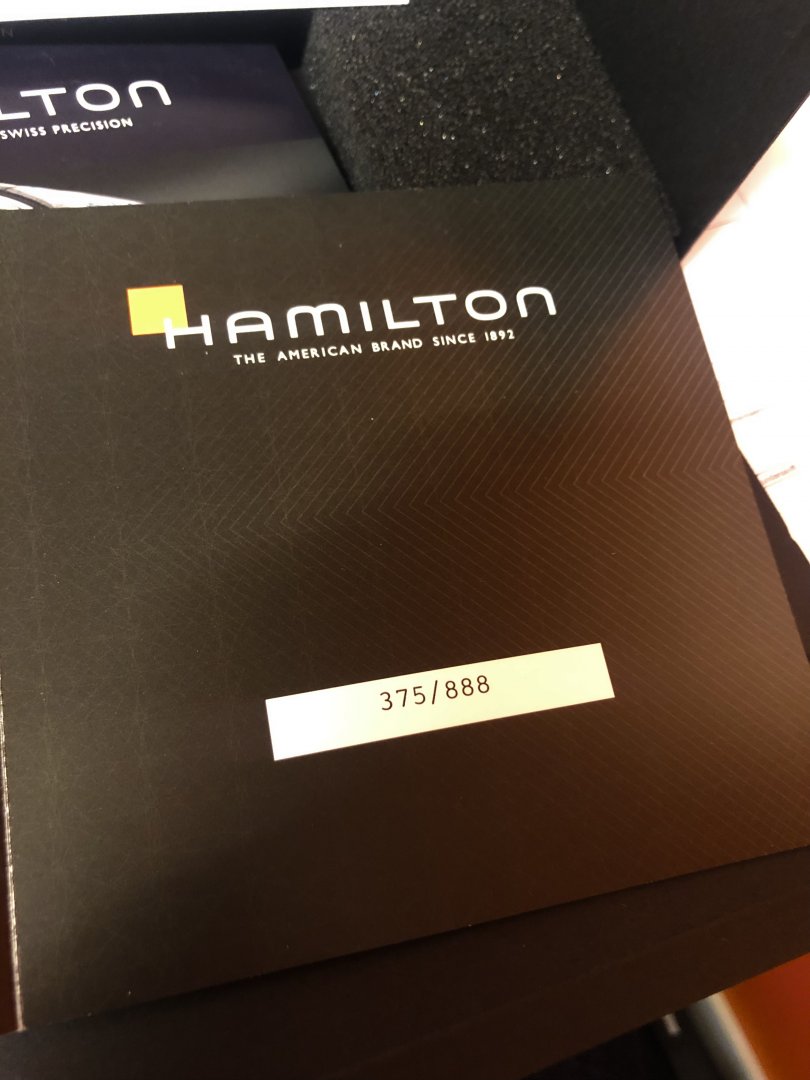 LTON
SWISS PRECISION
HAMILTON
THE AMERICAN BRAND SINCE 1892
375/888